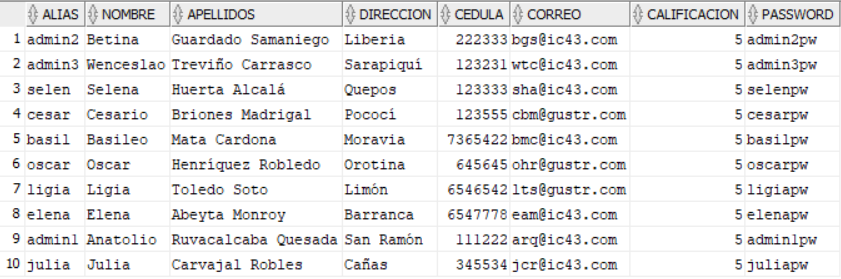 ALIAS NOMBRE APELLIDOS DIRECCION CEDULA CORREO CALIFICACION PASSWORD
1 admin2 Betina Guardado Samaniego Liberia 222333 bgs@ic43.com 5 admin2pw
2 admin3 Wenceslao Treviño Carrasco Sarapiquí 123231 wtc@ic43.com 5 admin3pw
3 selen Selena Huerta Alcalá Quepos 123333 sha@ic43.com 5 selenpw
4 cesar Cesario Briones Madrigal Pococí 123555 cbm@gustr.com 5 cesarpw
5 basil Basileo Mata Cardona Moravia 7365422 bmc@ic43.com 5 basilpw
6 oscar Oscar Henríquez Robledo Orotina 645645 ohr@gustr.com 5 oscarpw
7 ligia Ligia Toledo Soto Limón 6546542 lts@gustr.com 5 ligiapw
8 elena Elena Abeyta Monroy Barranca 6547778 eam@ic43.com 5 elenapw
9 admin1 Anatolio Ruvacalcaba Quesada San Ramón 111222 arq@ic43.com 5 admin1pw
10 julia Julia Carvajal Robles Cañas 345534 jcr@ic43.com 5 juliapw